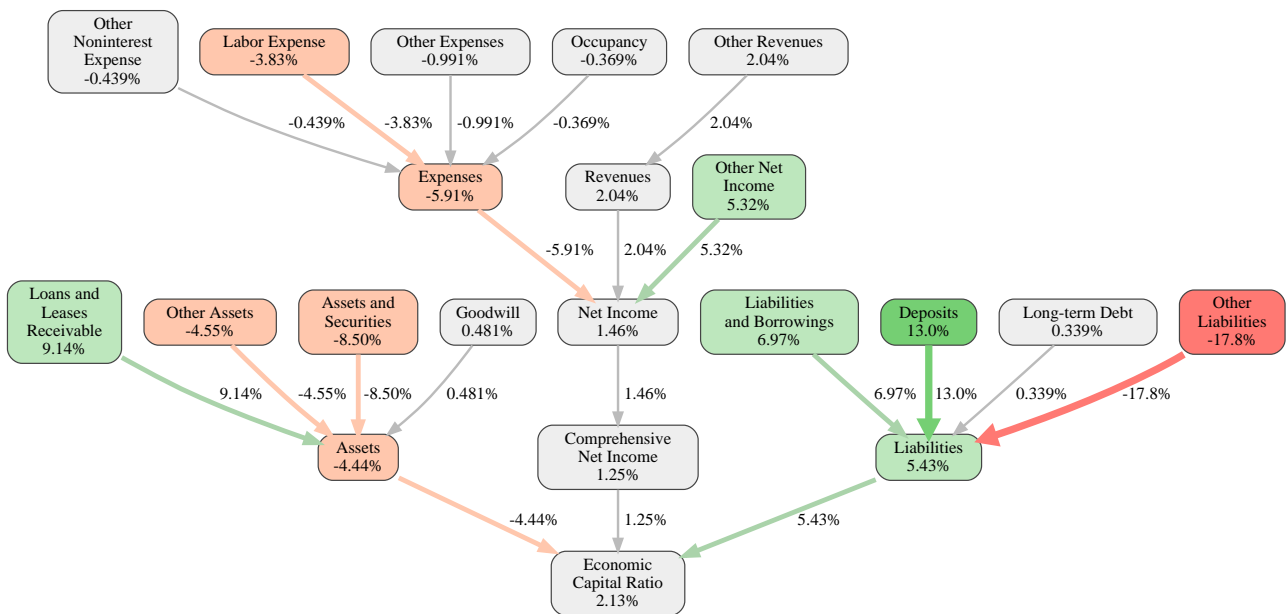 Other
Noninterest
Expense
-0.439%
Labor Expense
-3.83%
Other Expenses
-0.991%
Occupancy
-0.369%
Other Revenues
2.04%
-0.439%
-3.83%
-0.991%
-0.369%
2.04%
Expenses
-5.91%
Revenues
2.04%
Other Net
Income
5.32%
-5.91%
2.04%
5.32%
Loans and
Leases
Receivable
9.14%
Other Assets
-4.55%
Assets and
Securities
-8.50%
Goodwill
0.481%
Net Income
1.46%
Liabilities
and Borrowings
6.97%
Deposits
13.0%
Long-term Debt
0.339%
Other
Liabilities
-17.8%
9.14%
-4.55%
-8.50%
0.481%
1.46%
6.97%
13.0%
0.339%
-17.8%
Assets
-4.44%
Comprehensive
Net Income
1.25%
Liabilities
5.43%
-4.44%
1.25%
5.43%
Economic
Capital Ratio
2.13%